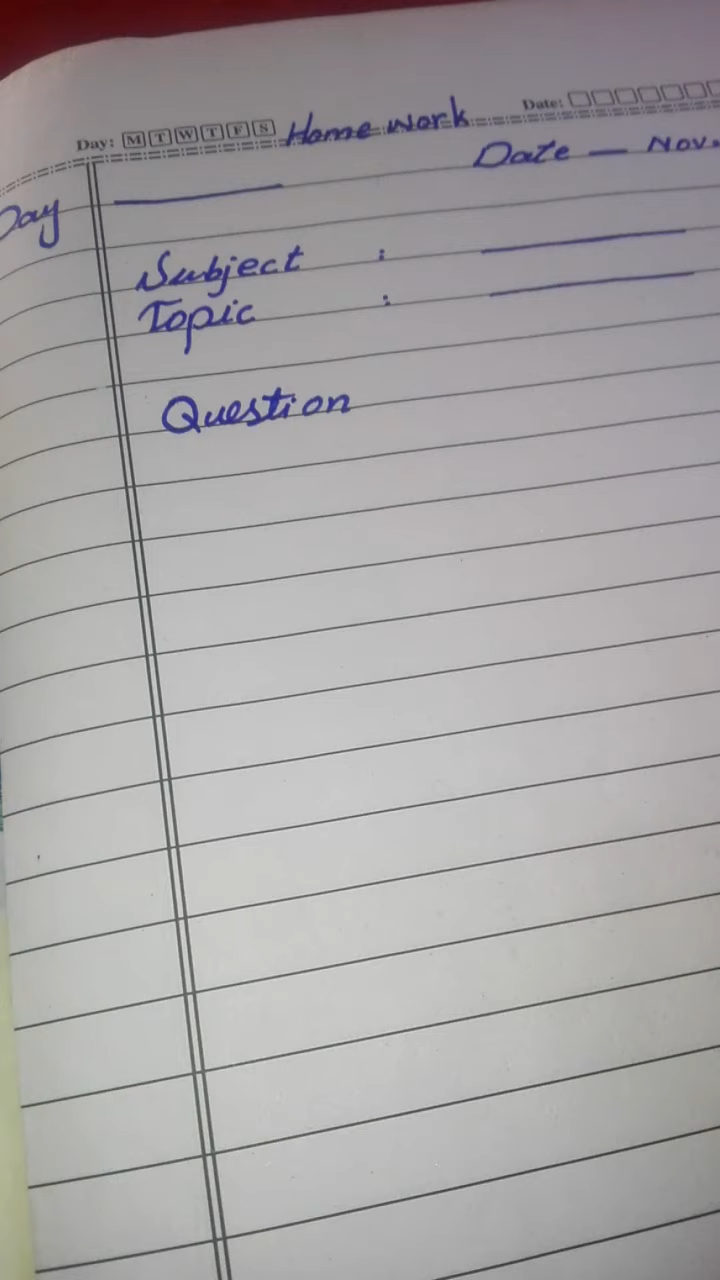 Day: M T W T F S Home work Date:
Day ——— Date — Nov.
Subject : ———
Topic : ———
Question